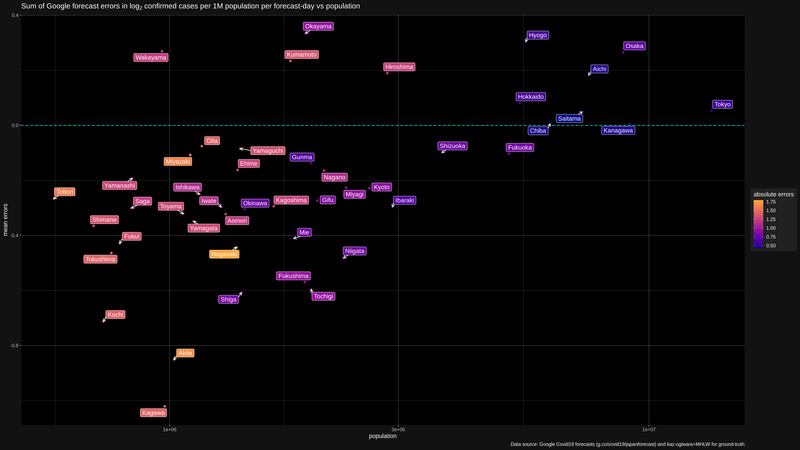 Sum of Google forecast errors in log2 confirmed cases per 1M population per forecast-day vs population
0.4
Okayama
Hyogo
Osaka
Wakayama
Kumamoto
Hiroshima
Aichi
Hokkaido
Tokyo
Saitama
0.0
Chiba
Kanagawa
Oita
Shizuoka
Fukuoka
Yamaguchi
Gunma
Miyazaki
Ehime
Nagano
Yamanashi
Ishikawa
Kyoto
Tottori
Miyagi
Saga
Iwate
Okinawa
Kagoshima
Gifu
Ibaraki
Toyama
Shimane
Aomori
Yamagata
Mie
Fukui
-0.4
Nagasaki
Niigata
Tokushima
Fukushima
Shiga
Tochigi
Kochi
-0.8
Akita
Kagawa
mean errors
1e+06
3e+06
1e+07
population
absolute errors
1.75
1.50
1.25
1.00
0.75
0.50
Data source: Google Covid19 forecasts (g.co/covid19/japanforecast) and kaz-ogiwara+MHLW for ground-truth